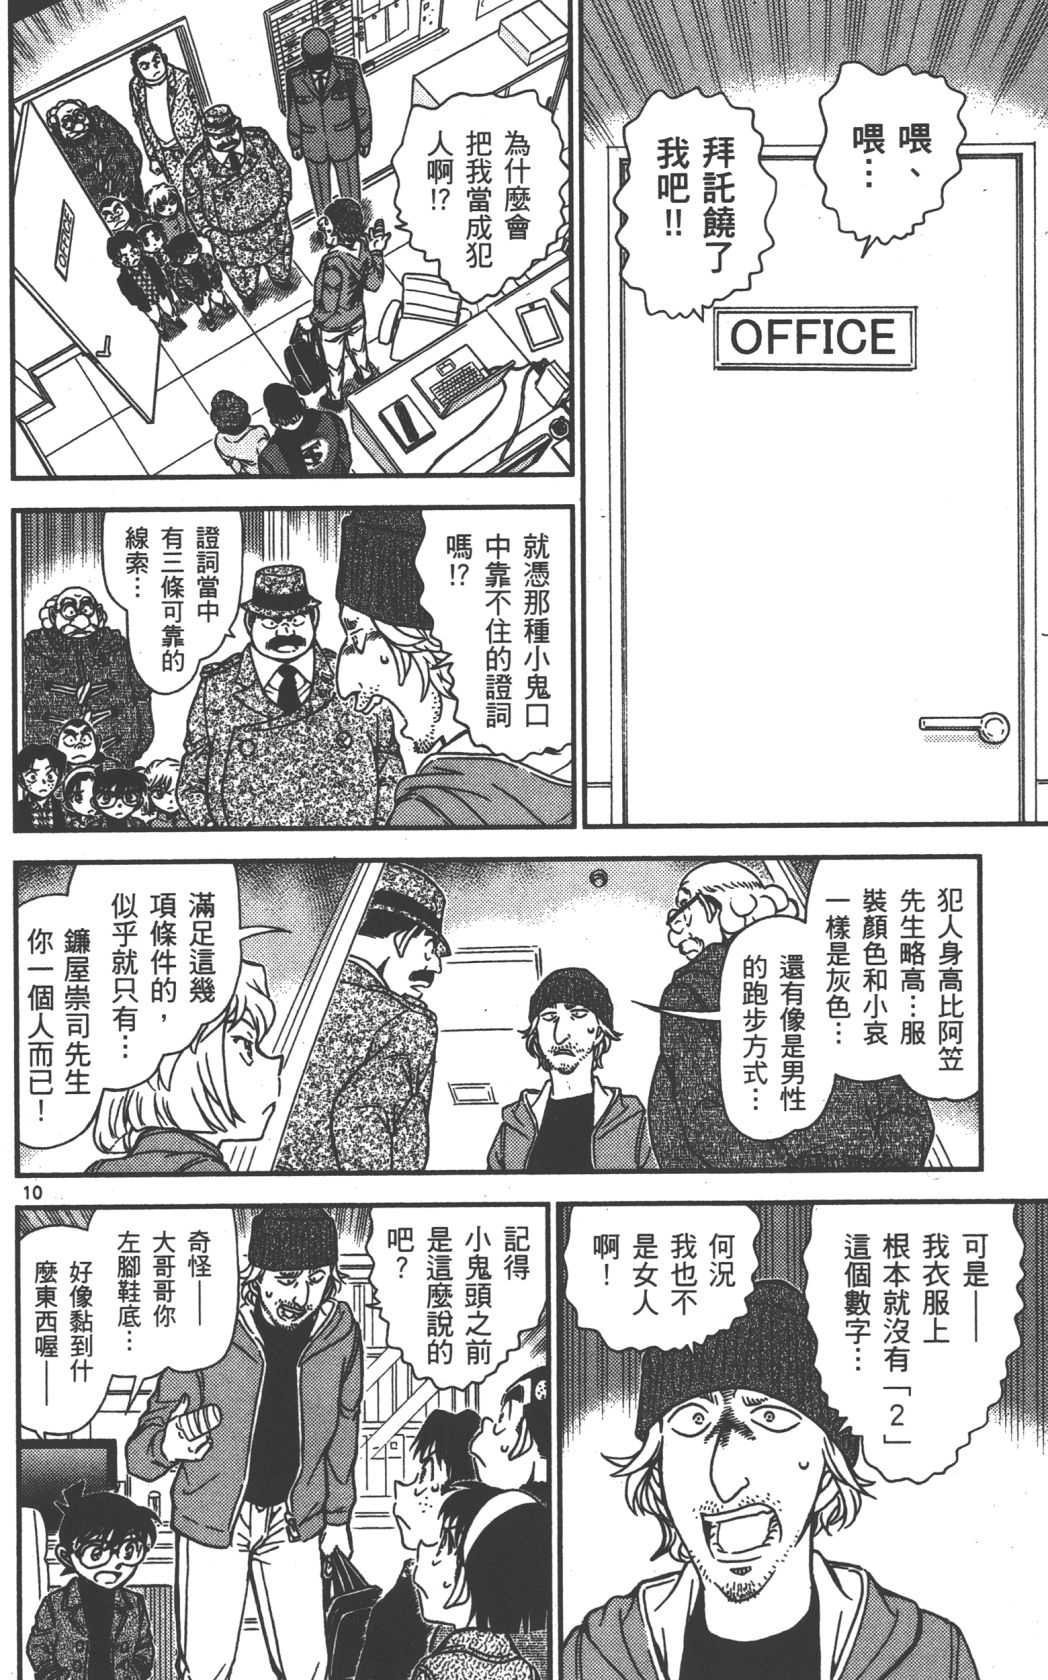 喂、
喂…
拜託饒了
我吧!!
OFFICE
為什麼會
把我當成犯
人啊!?
OFFICE
就憑那種小鬼口
中靠不住的證詞
嗎!?
證詞當中
有三條可靠的
線索…
犯人身高比阿笠
先生略高…服
裝顏色和小哀
一樣是灰色…
還有像是男性
的跑步方式…
滿足這幾
項條件的,
似乎就只有…
鐮屋崇司先生
你一個人而已!
10
可是——
我衣服上
根本就沒有「2」
這個數字…
何況
我也不
是女人
啊!
記得
小鬼頭之前
是這麼說的
吧?
奇怪——
大哥哥你
左腳鞋底…
好像黏到什
麼東西喔——